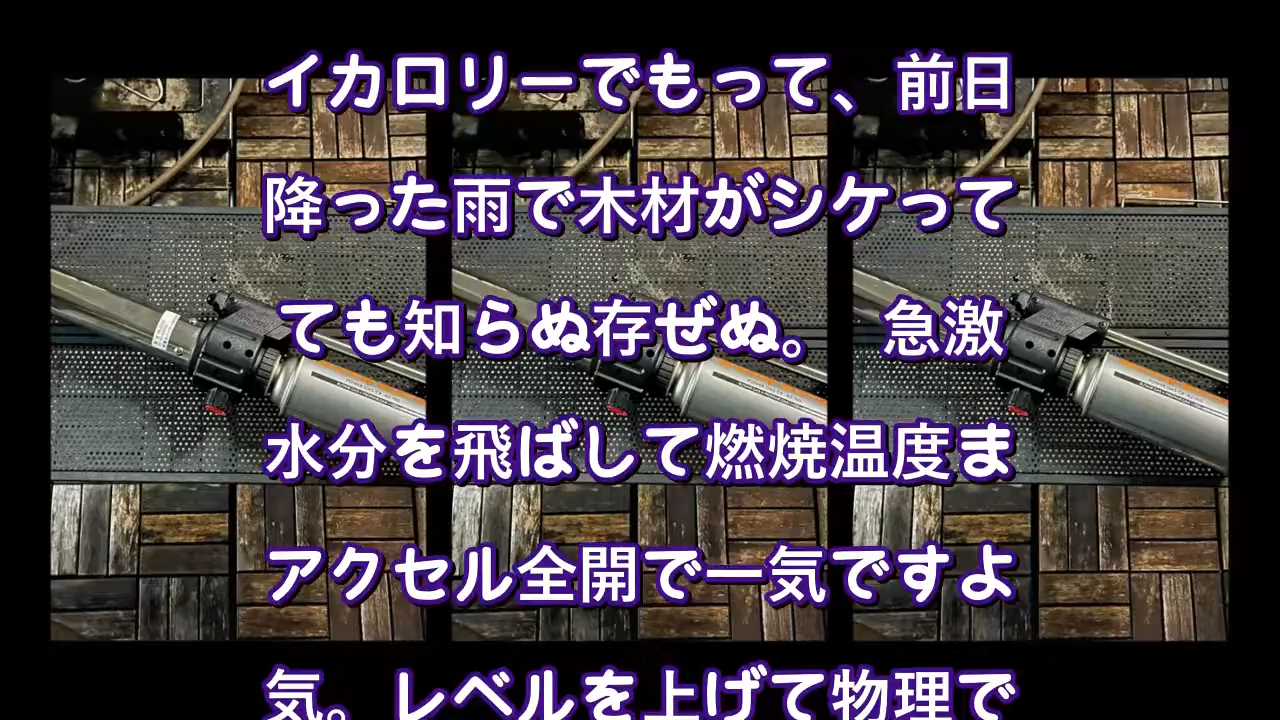 イカロリーでもって、前日
降った雨で木材がシケって
ても知らぬ存ぜぬ。　急激
水分を飛ばして燃焼温度ま
アクセル全開で一気ですよ
気。レベルを上げて物理で